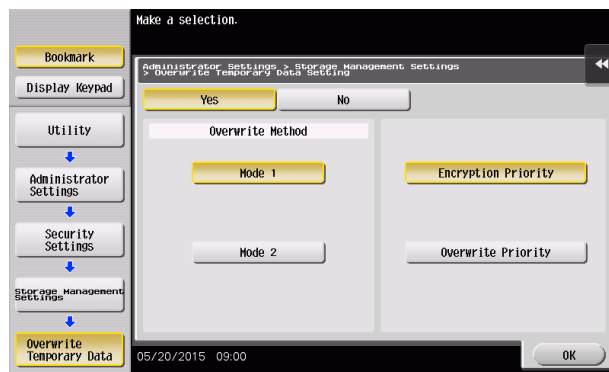 Make a selection.
Bookmark
Display Keypad
Utility
Administrator
Settings
Security
Settings
Storage Management
Settings
Overwrite
Temporary Data
Administrator Settings > Storage Management Settings
> Overwrite Temporary Data Setting
Yes
No
Overwrite Method
Mode 1
Mode 2
Encryption Priority
Overwrite Priority
05/20/2015 09:00
OK